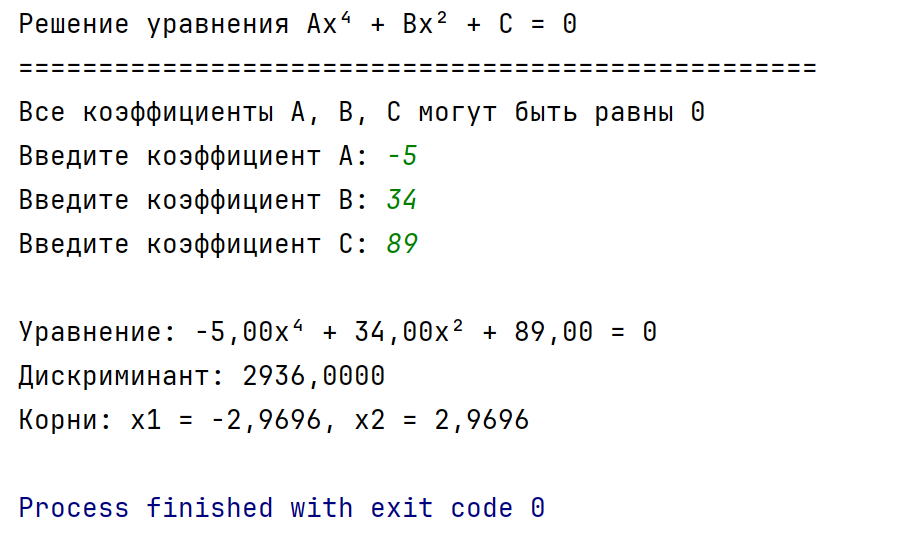 Решение уравнения Ax⁴ + Bx² + C = 0
==================================================
Все коэффициенты A, B, C могут быть равны 0
Введите коэффициент A: -5
Введите коэффициент B: 34
Введите коэффициент C: 89
Уравнение: -5,00x⁴ + 34,00x² + 89,00 = 0
Дискриминант: 2936,0000
Корни: x1 = -2,9696, x2 = 2,9696
Process finished with exit code 0